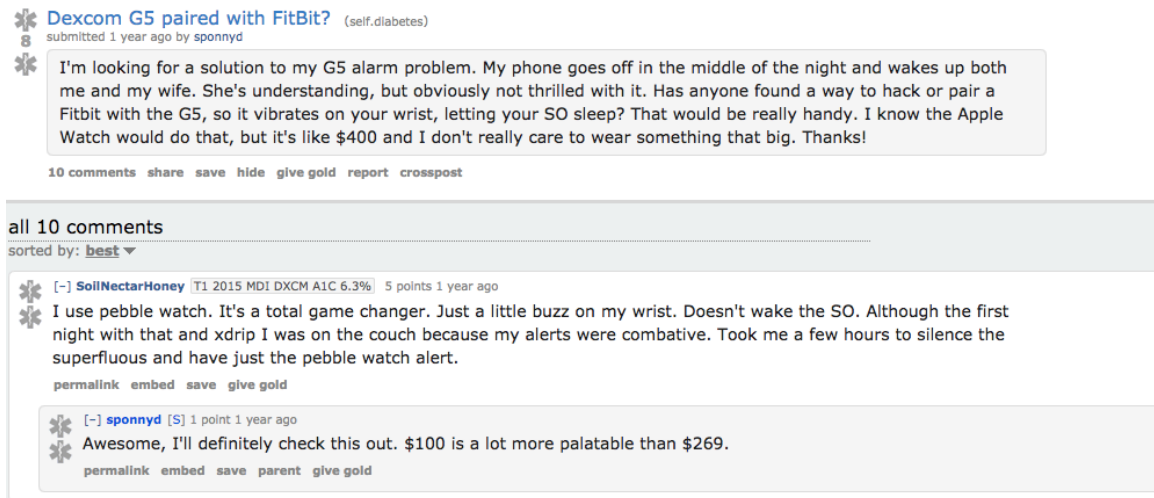 Dexcom G5 paired with FitBit? (self.diabetes)
8 submitted 1 year ago by sponnyd
I'm looking for a solution to my G5 alarm problem. My phone goes off in the middle of the night and wakes up both
me and my wife. She's understanding, but obviously not thrilled with it. Has anyone found a way to hack or pair a
Fitbit with the G5, so it vibrates on your wrist, letting your SO sleep? That would be really handy. I know the Apple
Watch would do that, but it's like $400 and I don't really care to wear something that big. Thanks!
10 comments share save hide give gold report crosspost
all 10 comments
sorted by: best
[-] SoilNectarHoney T1 2015 MDI DXCM A1C 6.3% 5 points 1 year ago
I use pebble watch. It's a total game changer. Just a little buzz on my wrist. Doesn't wake the SO. Although the first
night with that and xdrip I was on the couch because my alerts were combative. Took me a few hours to silence the
superfluous and have just the pebble watch alert.
permalink embed save give gold
[-] sponnyd [S] 1 point 1 year ago
Awesome, I'll definitely check this out. $100 is a lot more palatable than $269.
permalink embed save parent give gold